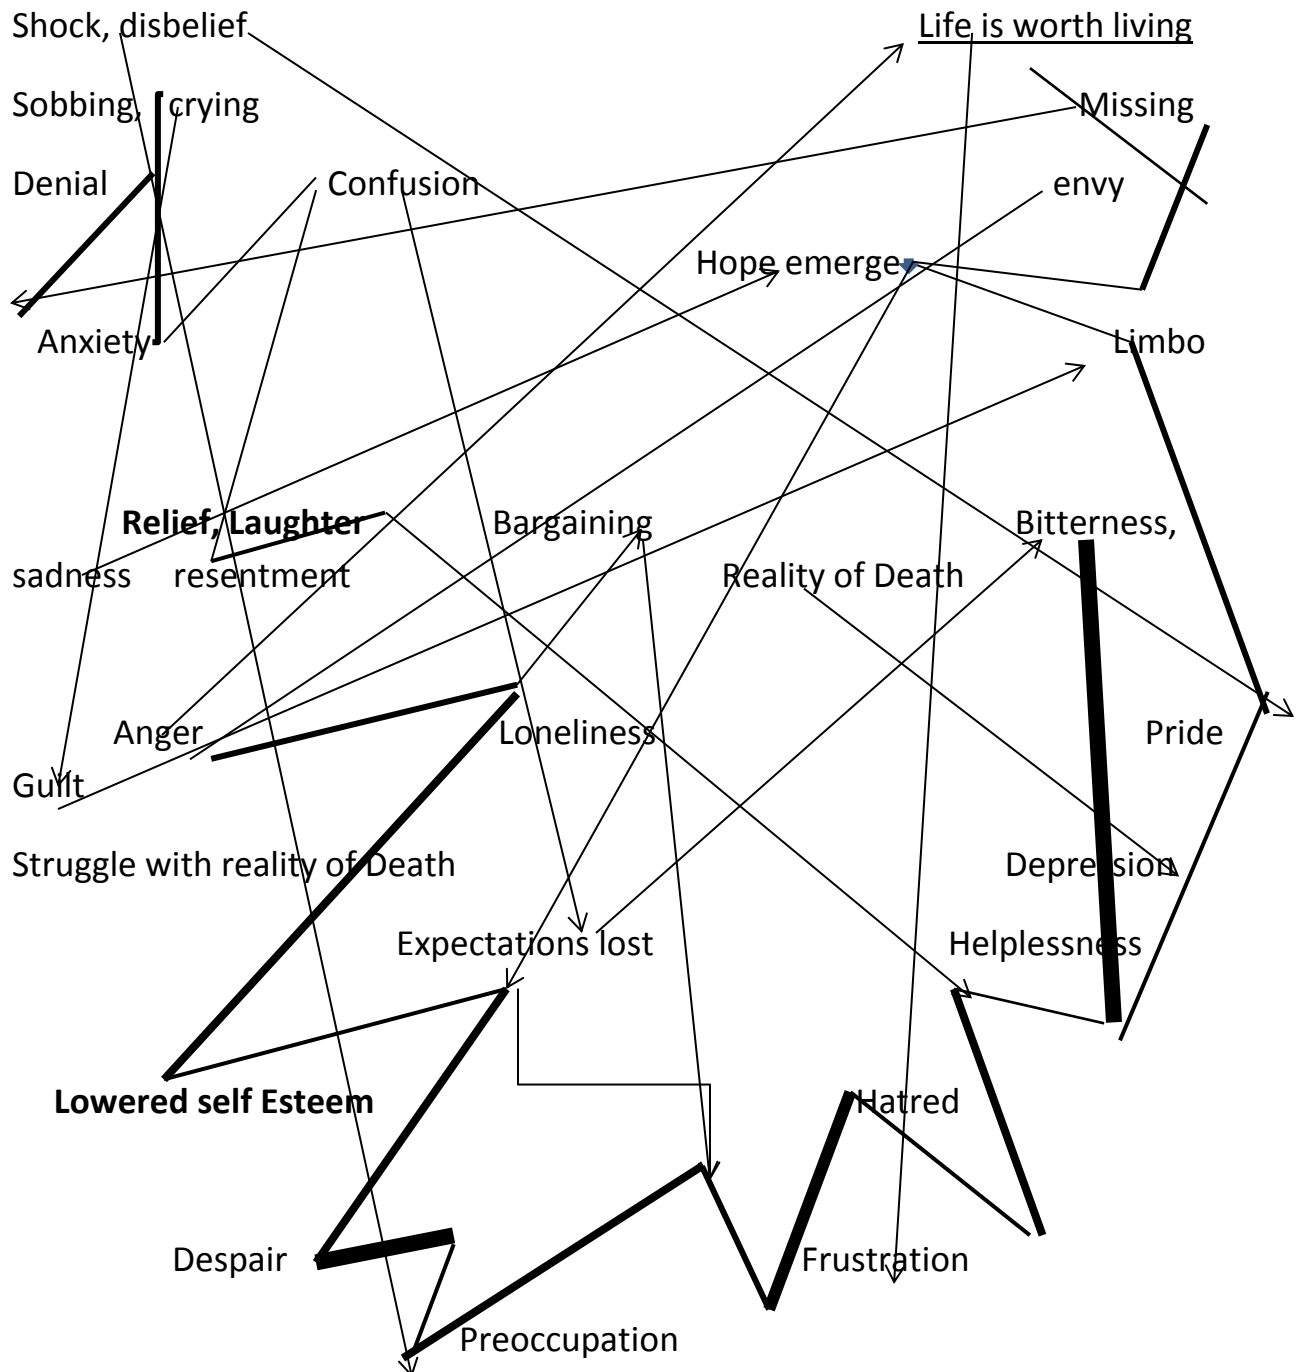 Shock, disbelief Life is worth living
Sobbing, crying Missing
Denial Confusion envy
Hope emerge
Anxiety Limbo
Relief, Laughter Bargaining Bitterness,
sadness resentment Reality of Death
Anger Loneliness Pride
Guilt
Struggle with reality of Death Depression
Expectations lost Helplessness
Lowered self Esteem Hatred
Despair Frustration
Preoccupation